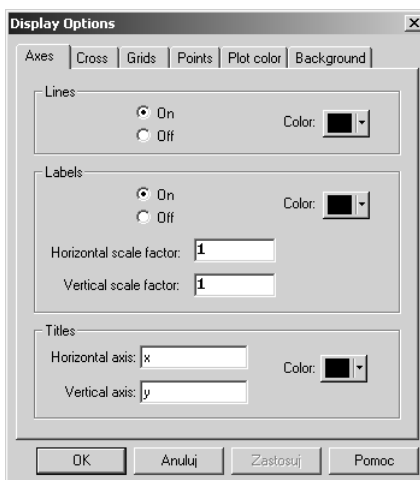 Display Options
Axes Cross Grids Points Plot color Background
Lines
On
Off
Color:
Labels
On
Off
Color:
Horizontal scale factor: 1
Vertical scale factor: 1
Titles
Horizontal axis: x
Vertical axis: y
Color:
OK Anuluj Zastosuj Pomoc